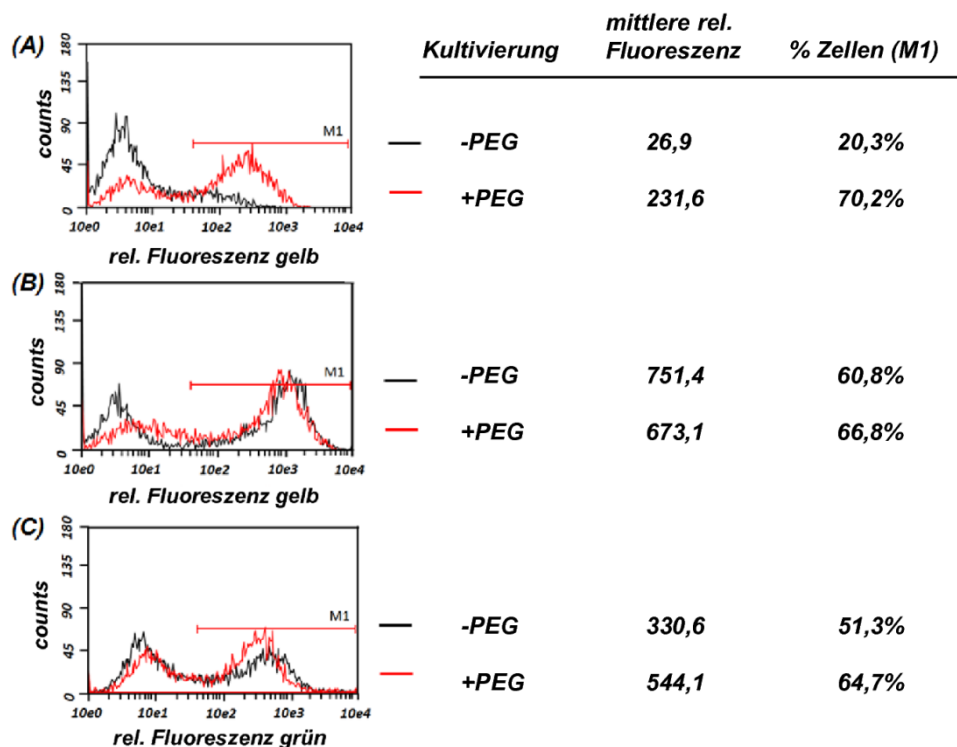 (A)
180
135
90
45
0
counts
M1
10e0 10e1 10e2 10e3 10e4
rel. Fluoreszenz gelb
Kultivierung mittlere rel. Fluoreszenz % Zellen (M1)
-PEG 26,9 20,3%
+PEG 231,6 70,2%
(B)
180
135
90
45
0
counts
M1
10e0 10e1 10e2 10e3 10e4
rel. Fluoreszenz gelb
-PEG 751,4 60,8%
+PEG 673,1 66,8%
(C)
180
135
90
45
0
counts
M1
10e0 10e1 10e2 10e3 10e4
rel. Fluoreszenz grün
-PEG 330,6 51,3%
+PEG 544,1 64,7%